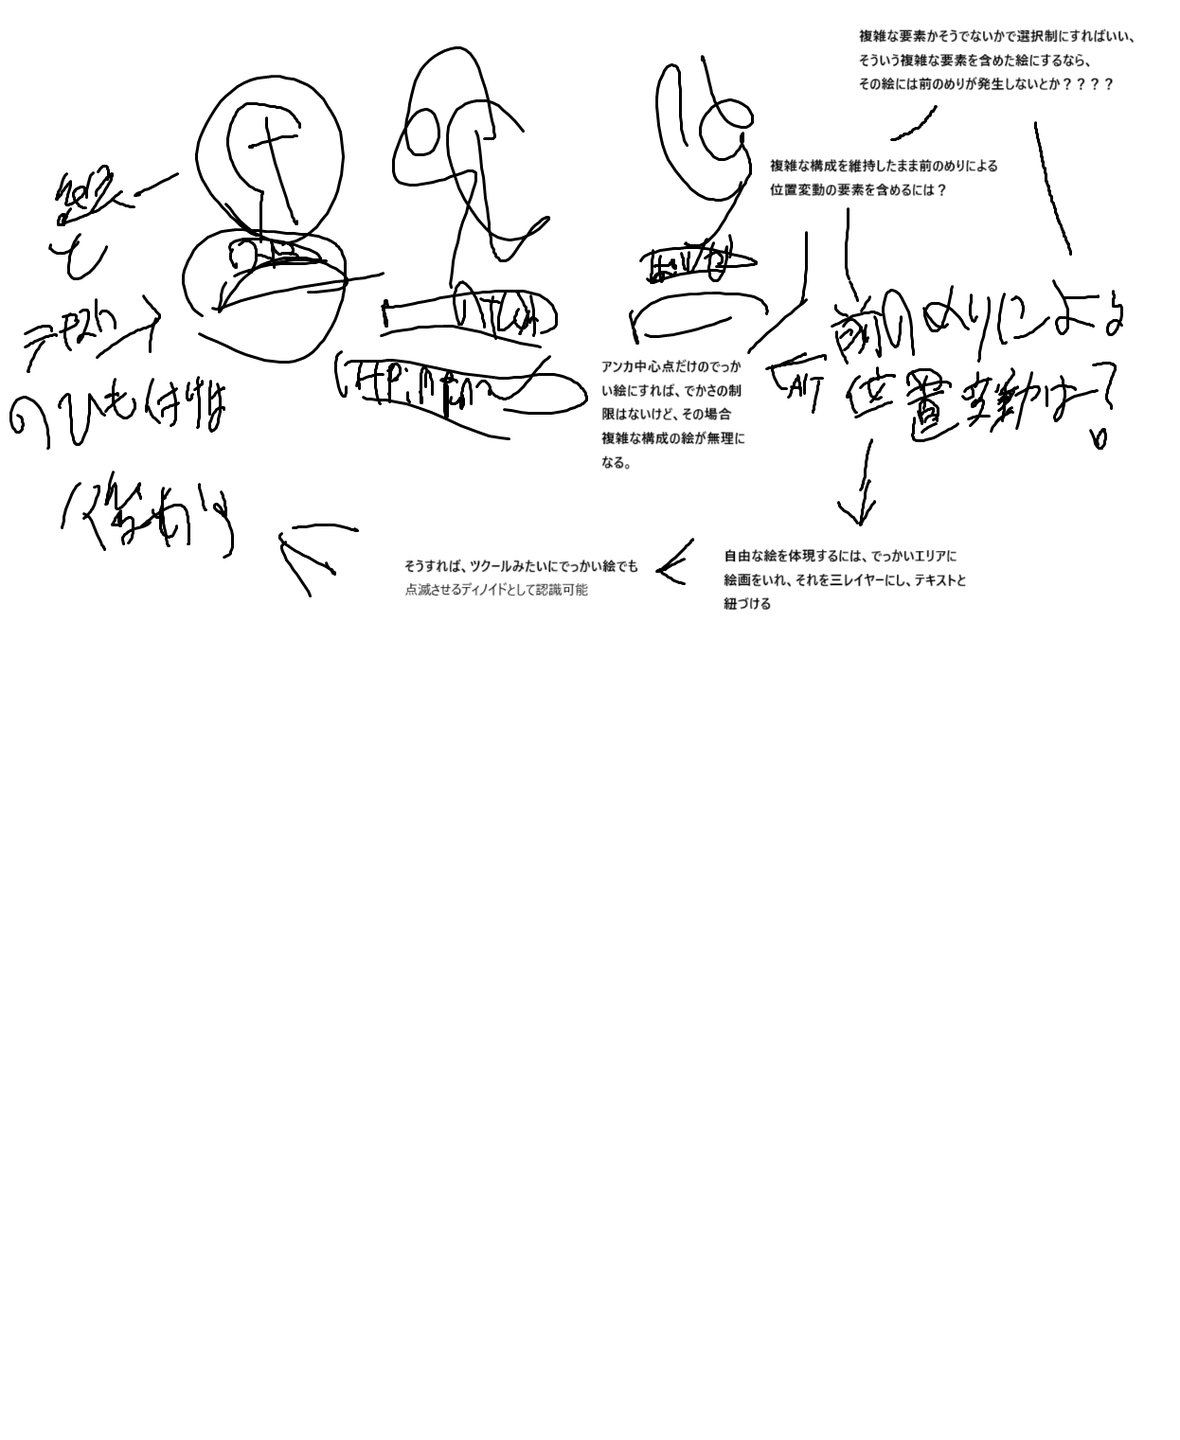 複雑な要素かそうでないかで選択制にすればいい、
そういう複雑な要素を含めた絵にするなら、
その絵には前のめりが発生しないとか？？？？
複雑な構成を維持したまま前のめりによる
位置変動の要素を含めるには？
絵
と
テキスト
のひもづけは
前のめりによる
位置変動は？
ALT
アンカ中心点だけのでっか
い絵にすれば、でかさの制
限はないけど、その場合
複雑な構成の絵が無理に
なる。
自由な絵を体現するには、でっかいエリアに
絵画をいれ、それを三レイヤーにし、テキストと
紐づける
そうすれば、ツクールみたいにでっかい絵でも
点滅させるディノイドとして認識可能